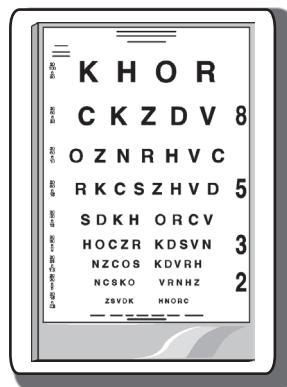 K H O R
C K Z D V 8
O Z N R H V C
R K C S Z H V D 5
S D K H O R C V
H O C Z R K D S V N 3
N Z C O S K D V R H
N C S K O V R N H Z 2
Z S V D K H N O R C